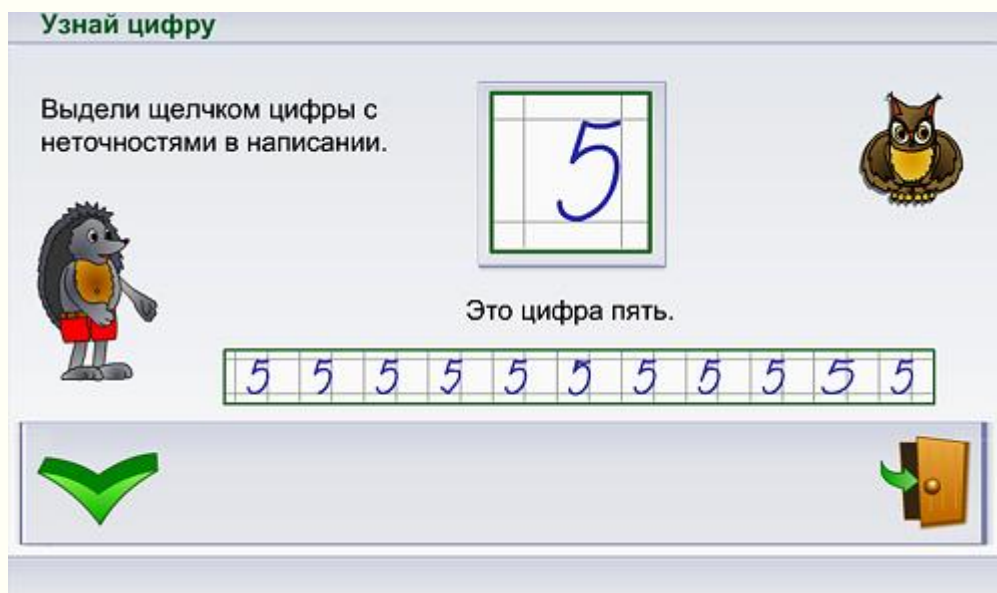 Узнай цифру
Выдели щелчком цифры с
неточностями в написании.
5
Это цифра пять.
5 5 5 5 5 5 5 5 5 5 5